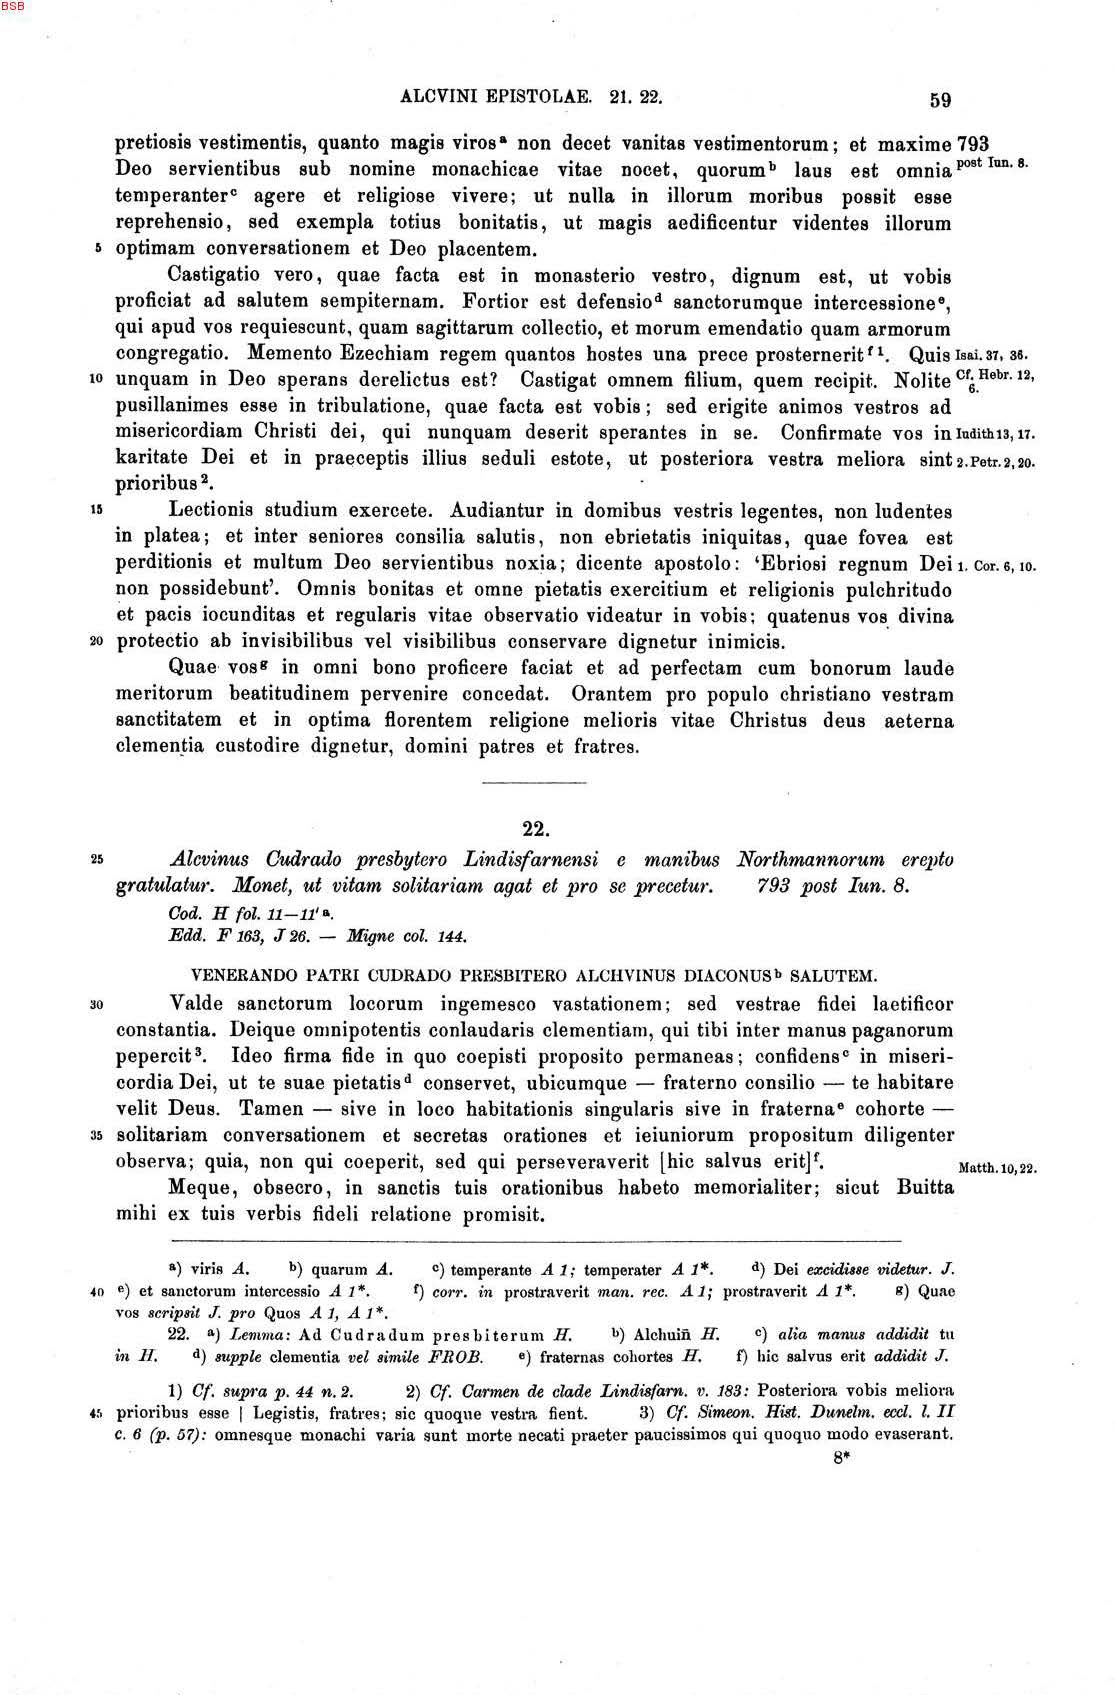 BSB
ALCVINI EPISTOLAE. 21. 22. 59
pretiosis vestimentis, quanto magis viros a non decet vanitas vestimentorum; et maxime 793
Deo servientibus sub nomine monachicae vitae nocet, quorum b laus est omnia post Iun. 8.
temperanter c agere et religiose vivere; ut nulla in illorum moribus possit esse
reprehensio, sed exempla totius bonitatis, ut magis aedificentur videntes illorum
5 optimam conversationem et Deo placentem.
Castigatio vero, quae facta est in monasterio vestro, dignum est, ut vobis
proficiat ad salutem sempiternam. Fortior est defensio d sanctorumque intercessione e,
qui apud vos requiescunt, quam sagittarum collectio, et morum emendatio quam armorum
congregatio. Memento Ezechiam regem quantos hostes una prece prosternerit f 1. Quis Isai. 37, 36.
10 unquam in Deo sperans derelictus est? Castigat omnem filium, quem recipit. Nolite Cf. Hebr. 12, 6.
pusillanimes esse in tribulatione, quae facta est vobis; sed erigite animos vestros ad
misericordiam Christi dei, qui nunquam deserit sperantes in se. Confirmate vos in Iudith 13, 17.
karitate Dei et in praeceptis illius seduli estote, ut posteriora vestra meliora sint 2. Petr. 2, 20.
prioribus 2.
15 Lectionis studium exercete. Audiantur in domibus vestris legentes, non ludentes
in platea; et inter seniores consilia salutis, non ebrietatis iniquitas, quae fovea est
perditionis et multum Deo servientibus noxia; dicente apostolo: ‘Ebriosi regnum Dei 1. Cor. 6, 10.
non possidebunt’. Omnis bonitas et omne pietatis exercitium et religionis pulchritudo
et pacis iocunditas et regularis vitae observatio videatur in vobis; quatenus vos divina
20 protectio ab invisibilibus vel visibilibus conservare dignetur inimicis.
Quae vos g in omni bono proficere faciat et ad perfectam cum bonorum laude
meritorum beatitudinem pervenire concedat. Orantem pro populo christiano vestram
sanctitatem et in optima florentem religione melioris vitae Christus deus aeterna
clementia custodire dignetur, domini patres et fratres.
22.
25 Alcvinus Cudrado presbytero Lindisfarnensi e manibus Northmannorum erepto
gratulatur. Monet, ut vitam solitariam agat et pro se precetur. 793 post Iun. 8.
Cod. H fol. 11—11' a.
Edd. F 163, J 26. — Migne col. 144.
VENERANDO PATRI CUDRADO PRESBITERO ALCHVINUS DIACONUS b SALUTEM.
30 Valde sanctorum locorum ingemesco vastationem; sed vestrae fidei laetificor
constantia. Deique omnipotentis conlaudaris clementiam, qui tibi inter manus paganorum
pepercit 3. Ideo firma fide in quo coepisti proposito permaneas; confidens c in miseri-
cordia Dei, ut te suae pietatis d conservet, ubicumque — fraterno consilio — te habitare
velit Deus. Tamen — sive in loco habitationis singularis sive in fraterna e cohorte —
35 solitariam conversationem et secretas orationes et ieiuniorum propositum diligenter
observa; quia, non qui coeperit, sed qui perseveraverit [hic salvus erit] f. Matth. 10, 22.
Meque, obsecro, in sanctis tuis orationibus habeto memorialiter; sicut Buitta
mihi ex tuis verbis fideli relatione promisit.
a) viris A. b) quarum A. c) temperante A 1; temperater A 1*. d) Dei excidisse videtur. J.
40 e) et sanctorum intercessio A 1*. f) corr. in prostraverit man. rec. A 1; prostraverit A 1*. g) Quae
vos scripsit J. pro Quos A 1, A 1*.
22. a) Lemma: Ad Cudradum presbiterum H. b) Alchuiñ H. c) alia manus addidit tu
in H. d) supple clementia vel simile FROB. e) fraternas cohortes H. f) hic salvus erit addidit J.
1) Cf. supra p. 44 n. 2. 2) Cf. Carmen de clade Lindisfarn. v. 183: Posteriora vobis meliora
45 prioribus esse | Legistis, fratres; sic quoque vestra fient. 3) Cf. Simeon. Hist. Dunelm. eccl. l. II
c. 6 (p. 57): omnesque monachi varia sunt morte necati praeter paucissimos qui quoquo modo evaserant.
8*